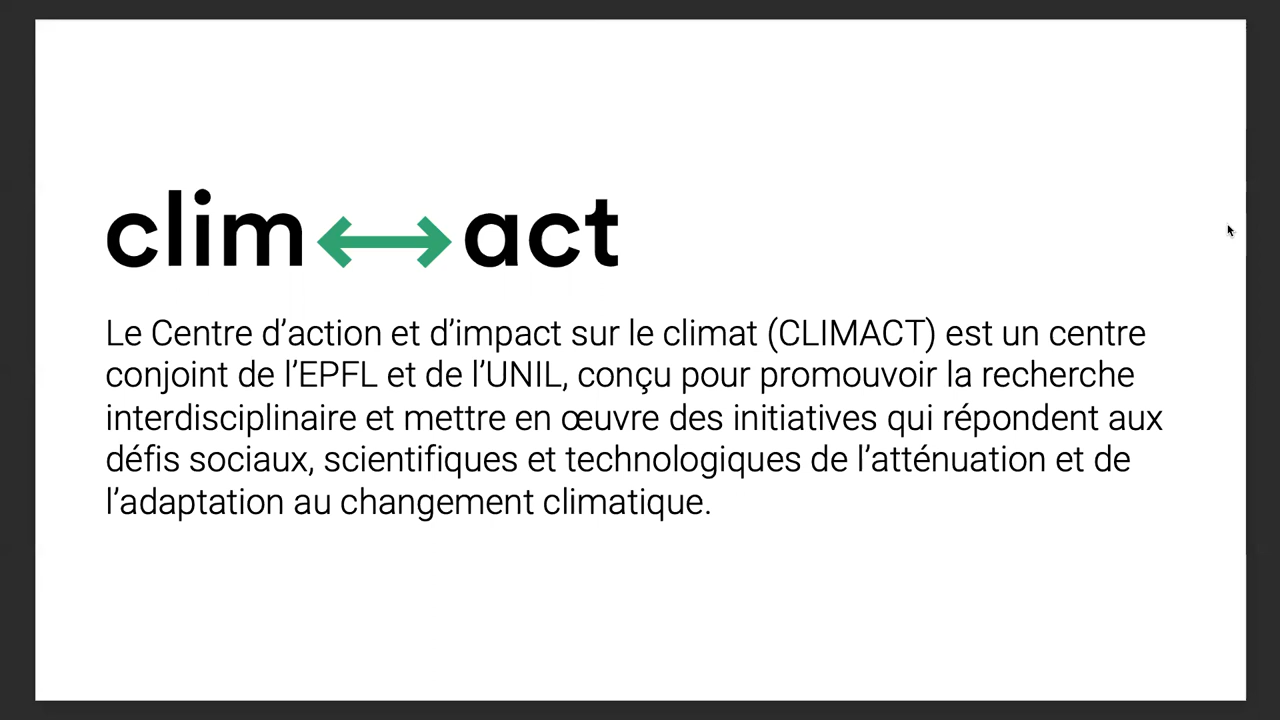 clim act
Le Centre d’action et d’impact sur le climat (CLIMACT) est un centre
conjoint de l’EPFL et de l’UNIL, conçu pour promouvoir la recherche
interdisciplinaire et mettre en œuvre des initiatives qui répondent aux
défis sociaux, scientifiques et technologiques de l’atténuation et de
l’adaptation au changement climatique.